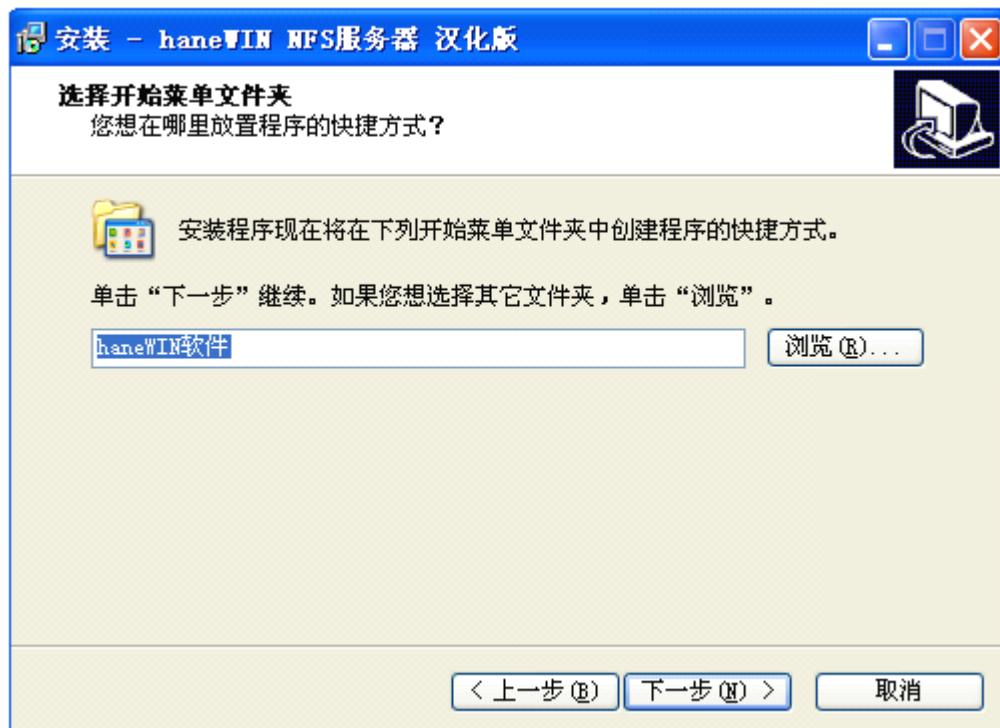 安装 - haneWIN NFS服务器 汉化版
选择开始菜单文件夹
您想在哪里放置程序的快捷方式？
安装程序现在将在下列开始菜单文件夹中创建程序的快捷方式。
单击“下一步”继续。如果您想选择其它文件夹，单击“浏览”。
haneWIN软件
浏览(R)...
< 上一步(B)
下一步(N) >
取消